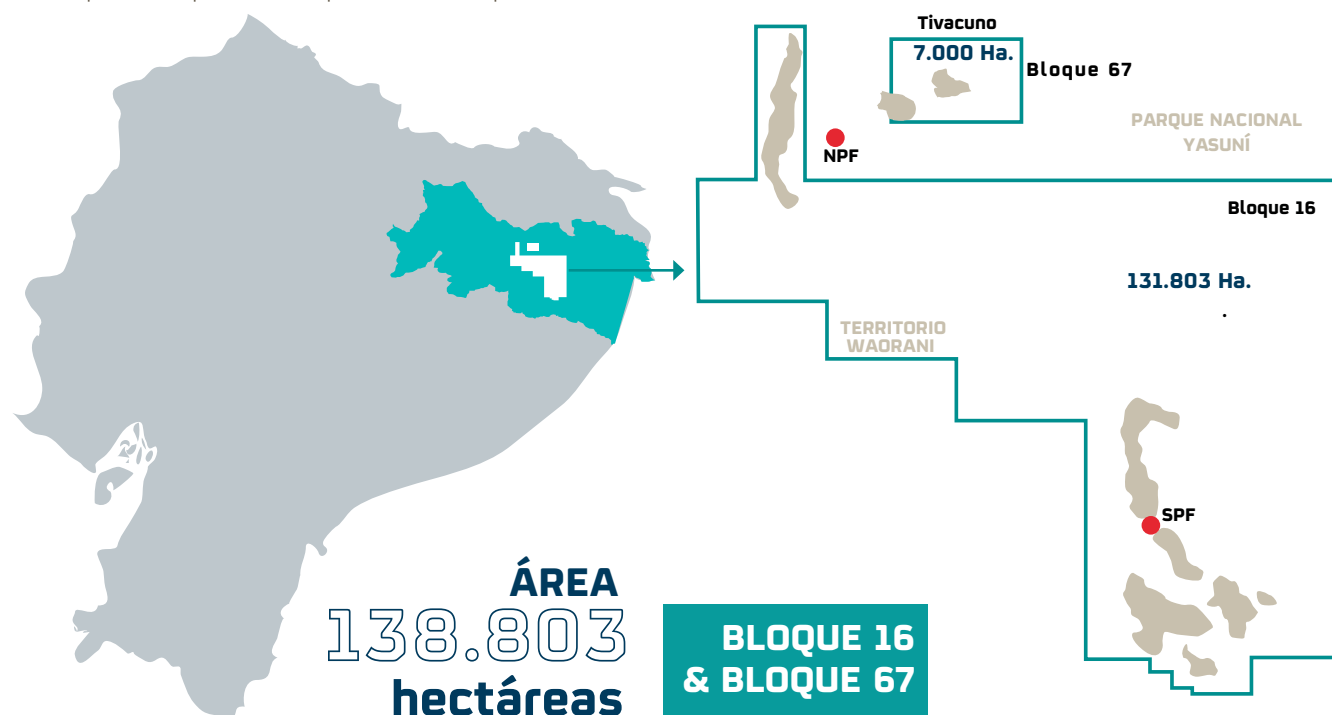 Tivacuno
7.000 Ha.
Bloque 67
PARQUE NACIONAL
YASUNÍ
NPF
Bloque 16
131.803 Ha.
.
TERRITORIO
WAORANI
SPF
ÁREA
138.803
hectáreas
BLOQUE 16
& BLOQUE 67